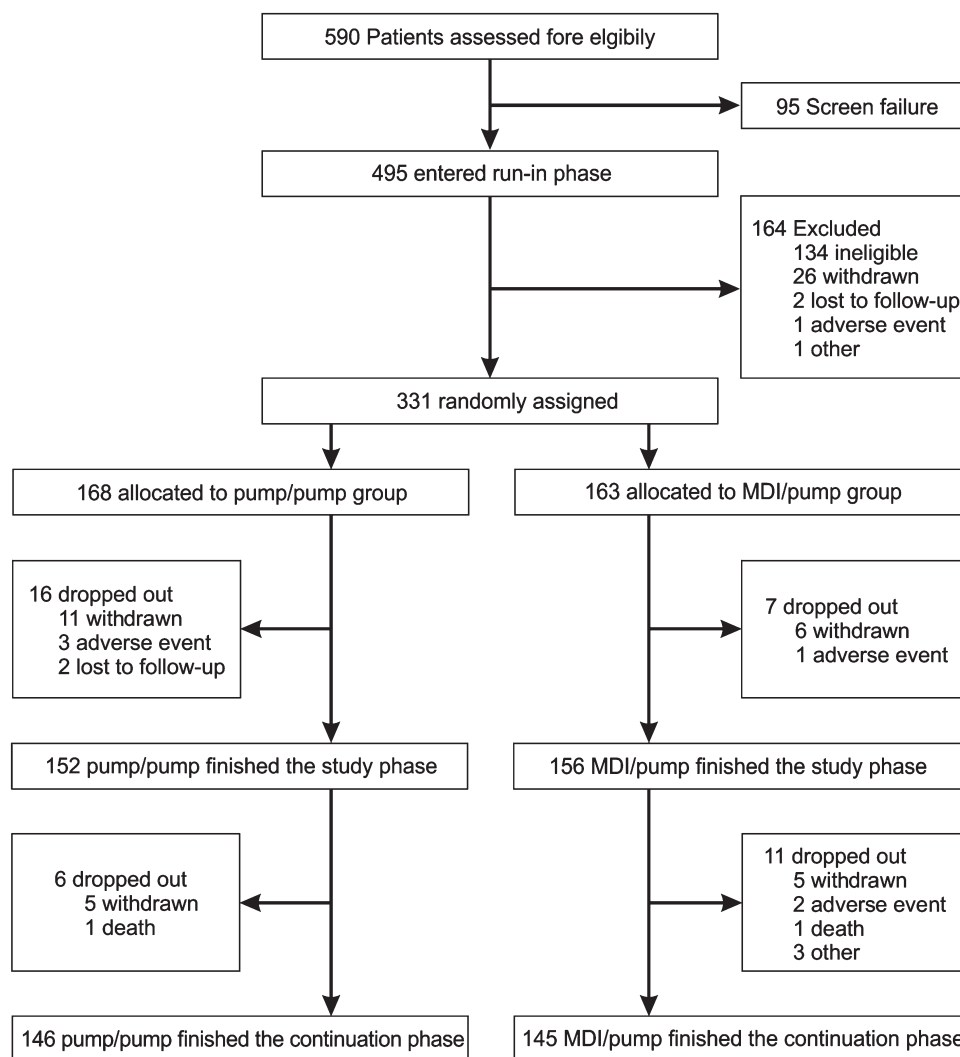 590 Patients assessed fore elgibily
95 Screen failure
495 entered run-in phase
164 Excluded
134 ineligible
26 withdrawn
2 lost to follow-up
1 adverse event
1 other
331 randomly assigned
168 allocated to pump/pump group
163 allocated to MDI/pump group
16 dropped out
11 withdrawn
3 adverse event
2 lost to follow-up
7 dropped out
6 withdrawn
1 adverse event
152 pump/pump finished the study phase
156 MDI/pump finished the study phase
6 dropped out
5 withdrawn
1 death
11 dropped out
5 withdrawn
2 adverse event
1 death
3 other
146 pump/pump finished the continuation phase
145 MDI/pump finished the continuation phase